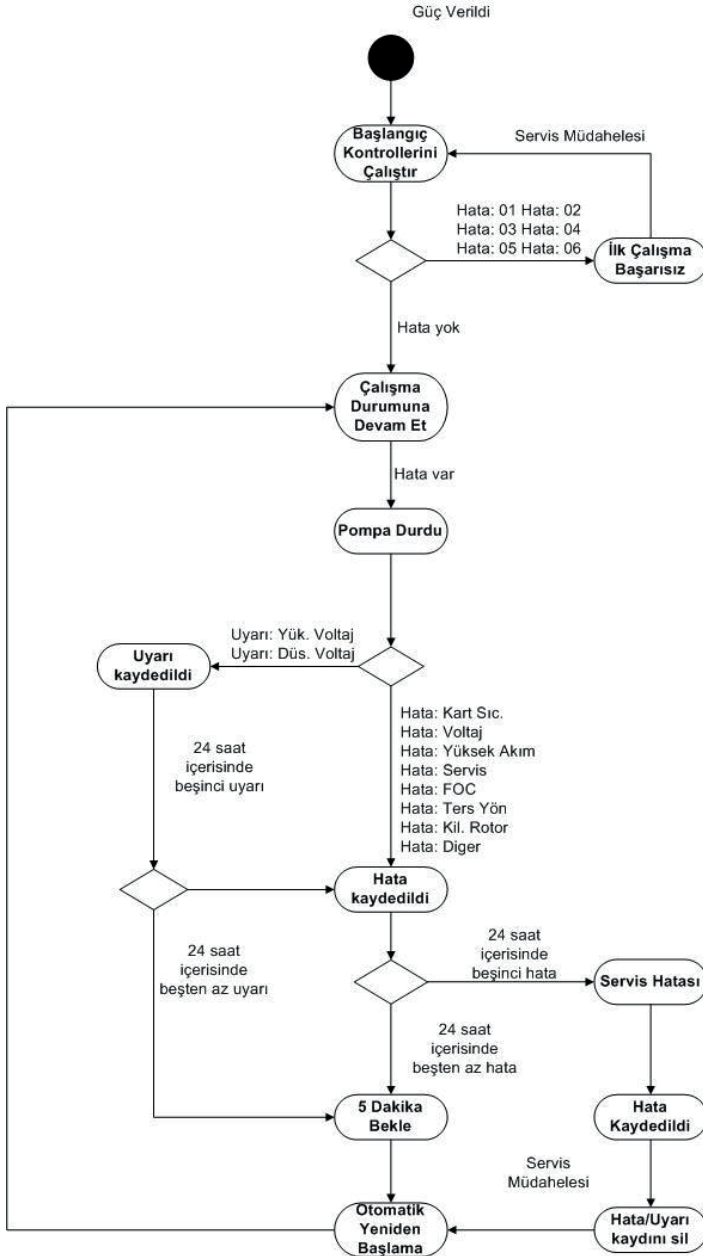 Güç Verildi
Başlangıç
Kontrollerini
Çalıştır
Servis Müdahelesi
Hata: 01 Hata: 02
Hata: 03 Hata: 04
Hata: 05 Hata: 06
İlk Çalışma
Başarısız
Hata yok
Çalışma
Durumuna
Devam Et
Hata var
Pompa Durdu
Uyarı: Yük. Voltaj
Uyarı: Düs. Voltaj
Uyarı
kaydedildi
Hata: Kart Sıc.
Hata: Voltaj
Hata: Yüksek Akım
Hata: Servis
Hata: FOC
Hata: Ters Yön
Hata: Kil. Rotor
Hata: Diger
24 saat
içerisinde
beşinci uyarı
Hata
kaydedildi
24 saat
içerisinde
beşten az uyarı
24 saat
içerisinde
beşinci hata
Servis Hatası
24 saat
içerisinde
beşten az hata
5 Dakika
Bekle
Hata
Kaydedildi
Servis
Müdahelesi
Otomatik
Yeniden
Başlama
Hata/Uyarı
kaydını sil